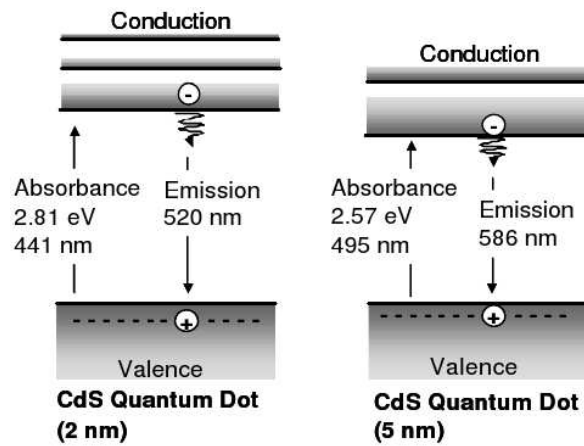 Conduction
-
Absorbance
2.81 eV
441 nm
Emission
520 nm
+
Valence
CdS Quantum Dot
(2 nm)
Conduction
-
Absorbance
2.57 eV
495 nm
Emission
586 nm
+
Valence
CdS Quantum Dot
(5 nm)